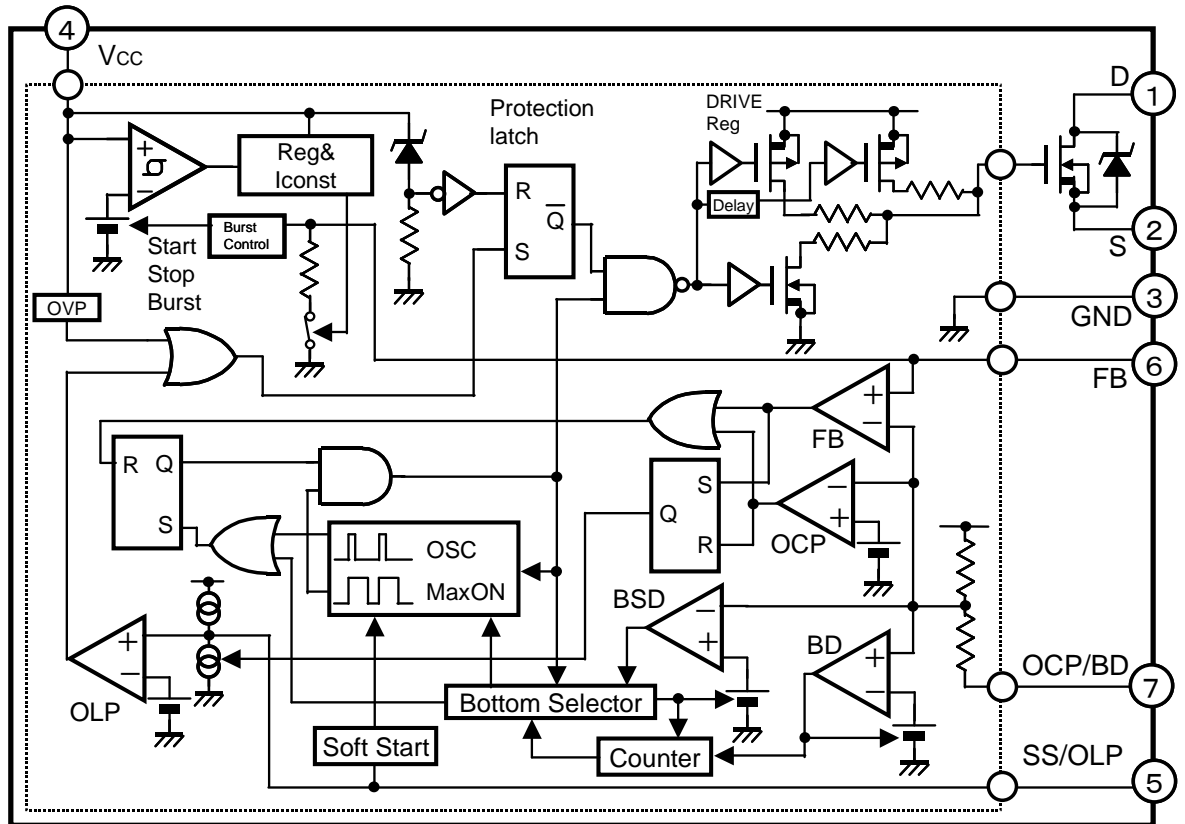 4
VCC
D
1
Protection
latch
DRIVE
Reg
+
−
Reg&
Iconst
R
Q
S
Delay
S
2
Burst
Control
Start
Stop
Burst
OVP
3
GND
6
FB
+
−
FB
R
Q
S
S
Q
R
−
+
OCP
OSC
MaxON
BSD
−
+
BD
+
−
+
−
OLP
OCP/BD
7
Bottom Selector
Soft Start
Counter
SS/OLP
5